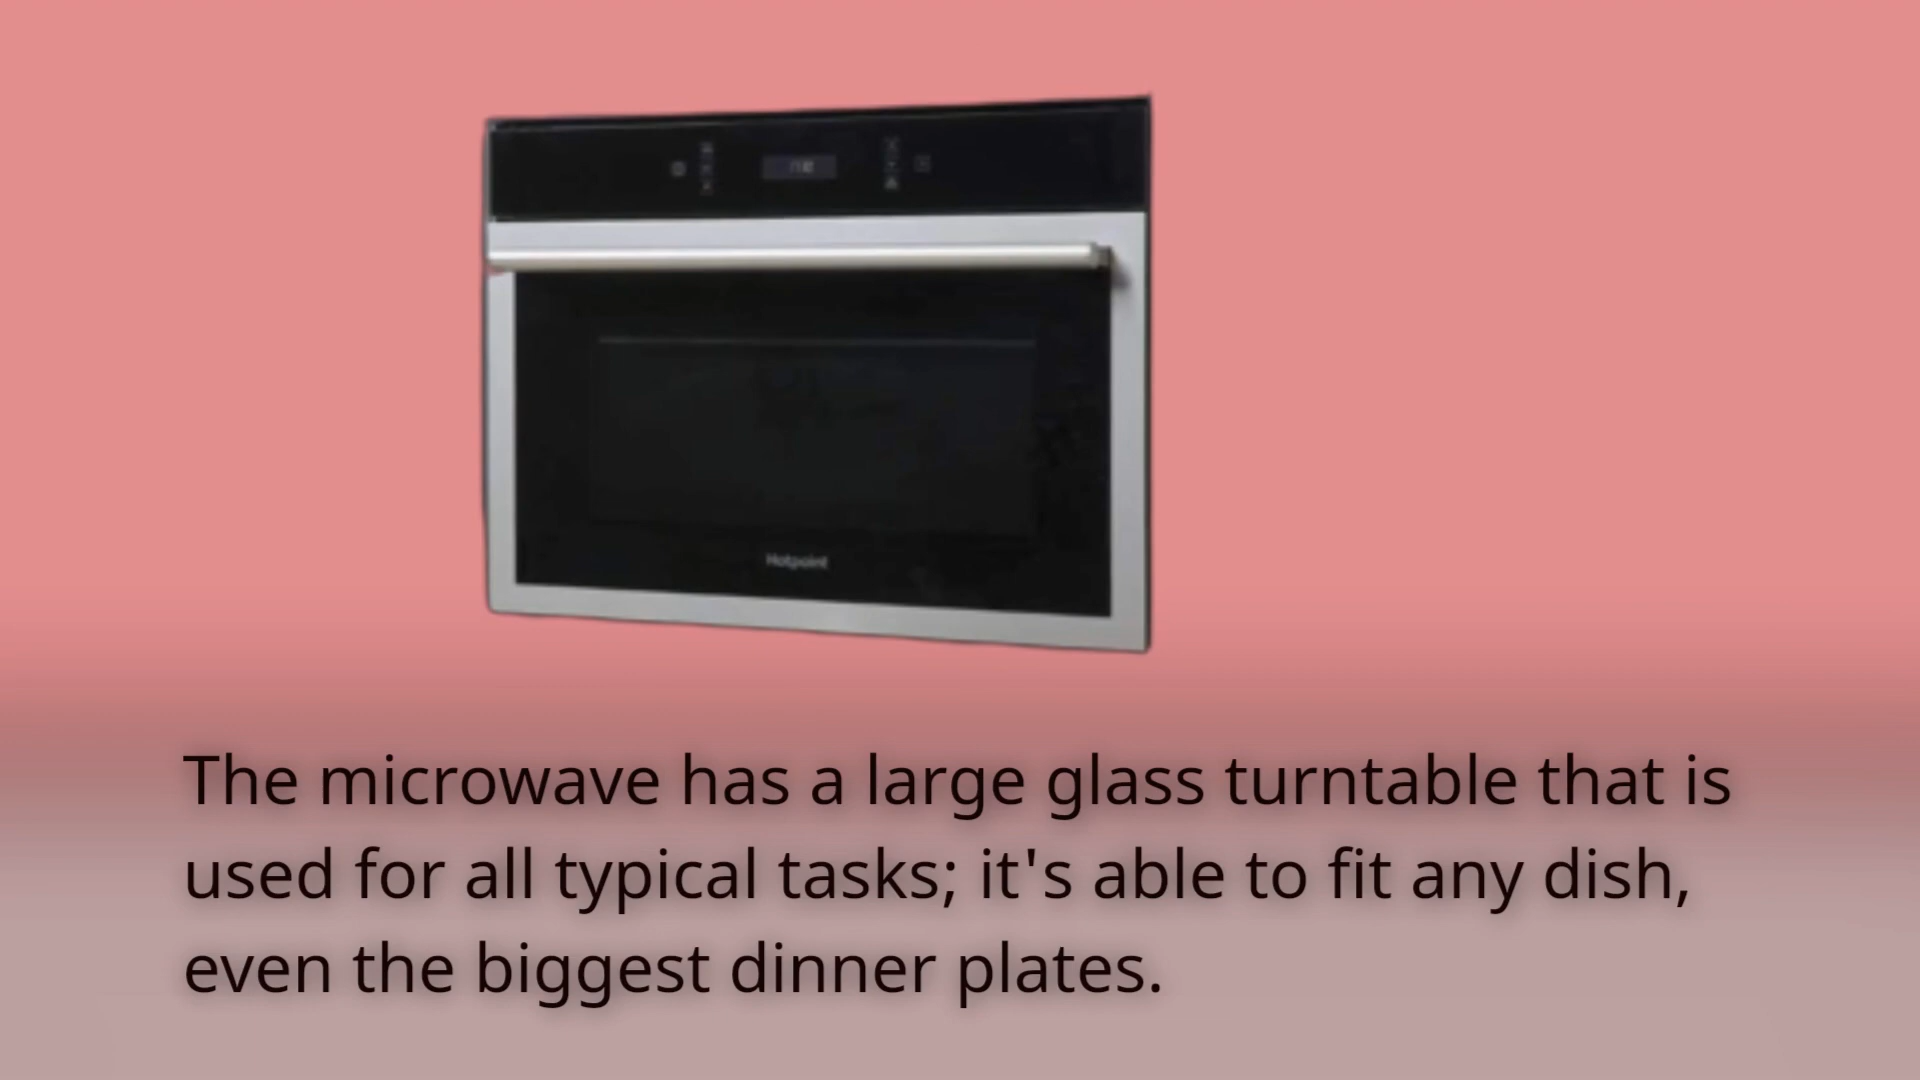 Hotpoint
The microwave has a large glass turntable that is
used for all typical tasks; it's able to fit any dish,
even the biggest dinner plates.